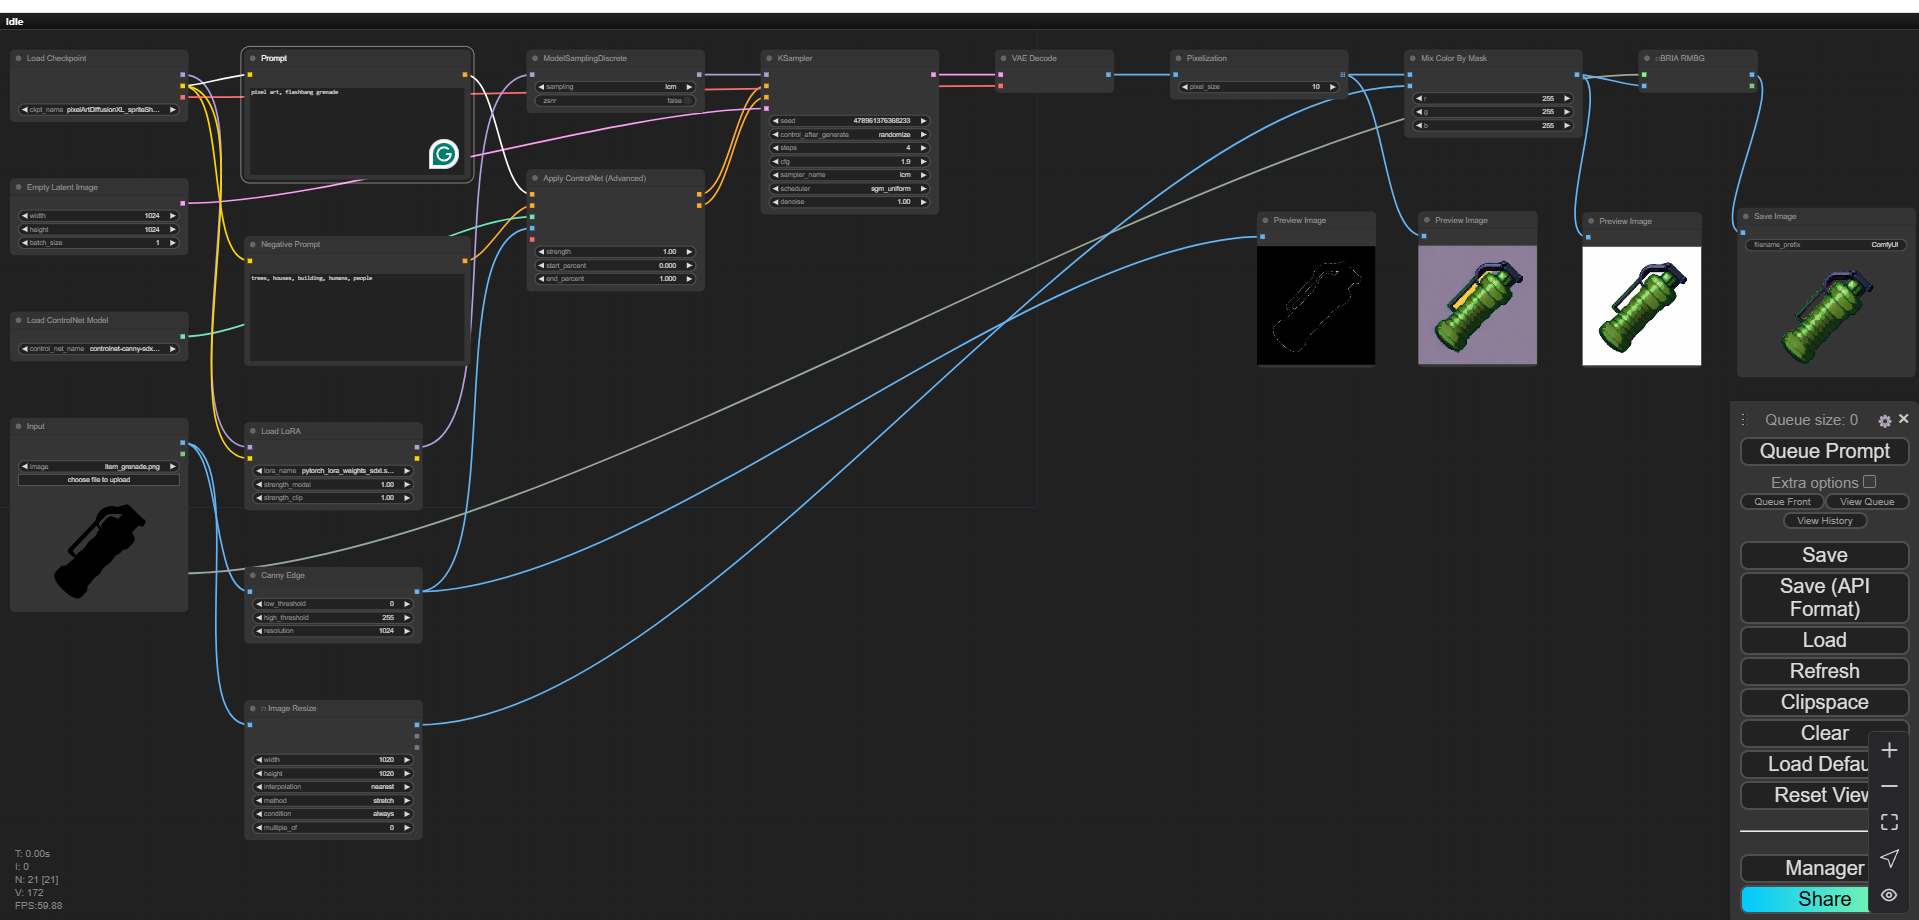 Idle
Load Checkpoint
ckpt_name pixelArtDiffusionXL_spriteSh...
Empty Latent Image
width 1024
height 1024
batch_size 1
Load ControlNet Model
control_net_name controlnet-canny-sdx...
Input
image item_grenade.png
choose file to upload
Prompt
pixel art, flashbang grenade
Negative Prompt
trees, houses, building, humans, people
Load LoRA
lora_name pytorch_lora_weights_sdxl.s...
strength_model 1.00
strength_clip 1.00
Canny Edge
low_threshold 0
high_threshold 255
resolution 1024
Image Resize
width 1020
height 1020
interpolation nearest
method stretch
condition always
multiple_of 0
ModelSamplingDiscrete
sampling lcm
zsnr false
Apply ControlNet (Advanced)
strength 1.00
start_percent 0.000
end_percent 1.000
KSampler
seed 478961376368233
control_after_generate randomize
steps 4
cfg 1.9
sampler_name lcm
scheduler sgm_uniform
denoise 1.00
VAE Decode
Pixelization
pixel_size 10
Mix Color By Mask
r 255
g 255
b 255
BRIA RMBG
Preview Image
Preview Image
Preview Image
Save Image
filename_prefix ComfyUI
Queue size: 0
Queue Prompt
Extra options
Queue Front
View Queue
View History
Save
Save (API
Format)
Load
Refresh
Clipspace
Clear
Load Defau
Reset View
Manager
Share
T: 0.00s
I: 0
N: 21 [21]
V: 172
FPS:59.88